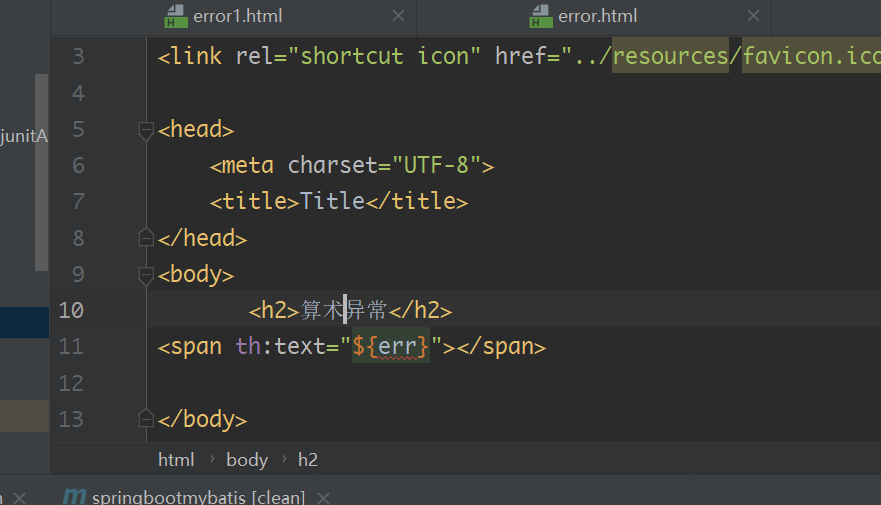 error1.html
error.html
junitA
3 <link rel="shortcut icon" href="../resources/favicon.ico
4
5 <head>
6 <meta charset="UTF-8">
7 <title>Title</title>
8 </head>
9 <body>
10 <h2>算术异常</h2>
11 <span th:text="${err}"></span>
12
13 </body>
html › body › h2
springbootmybatis [clean]